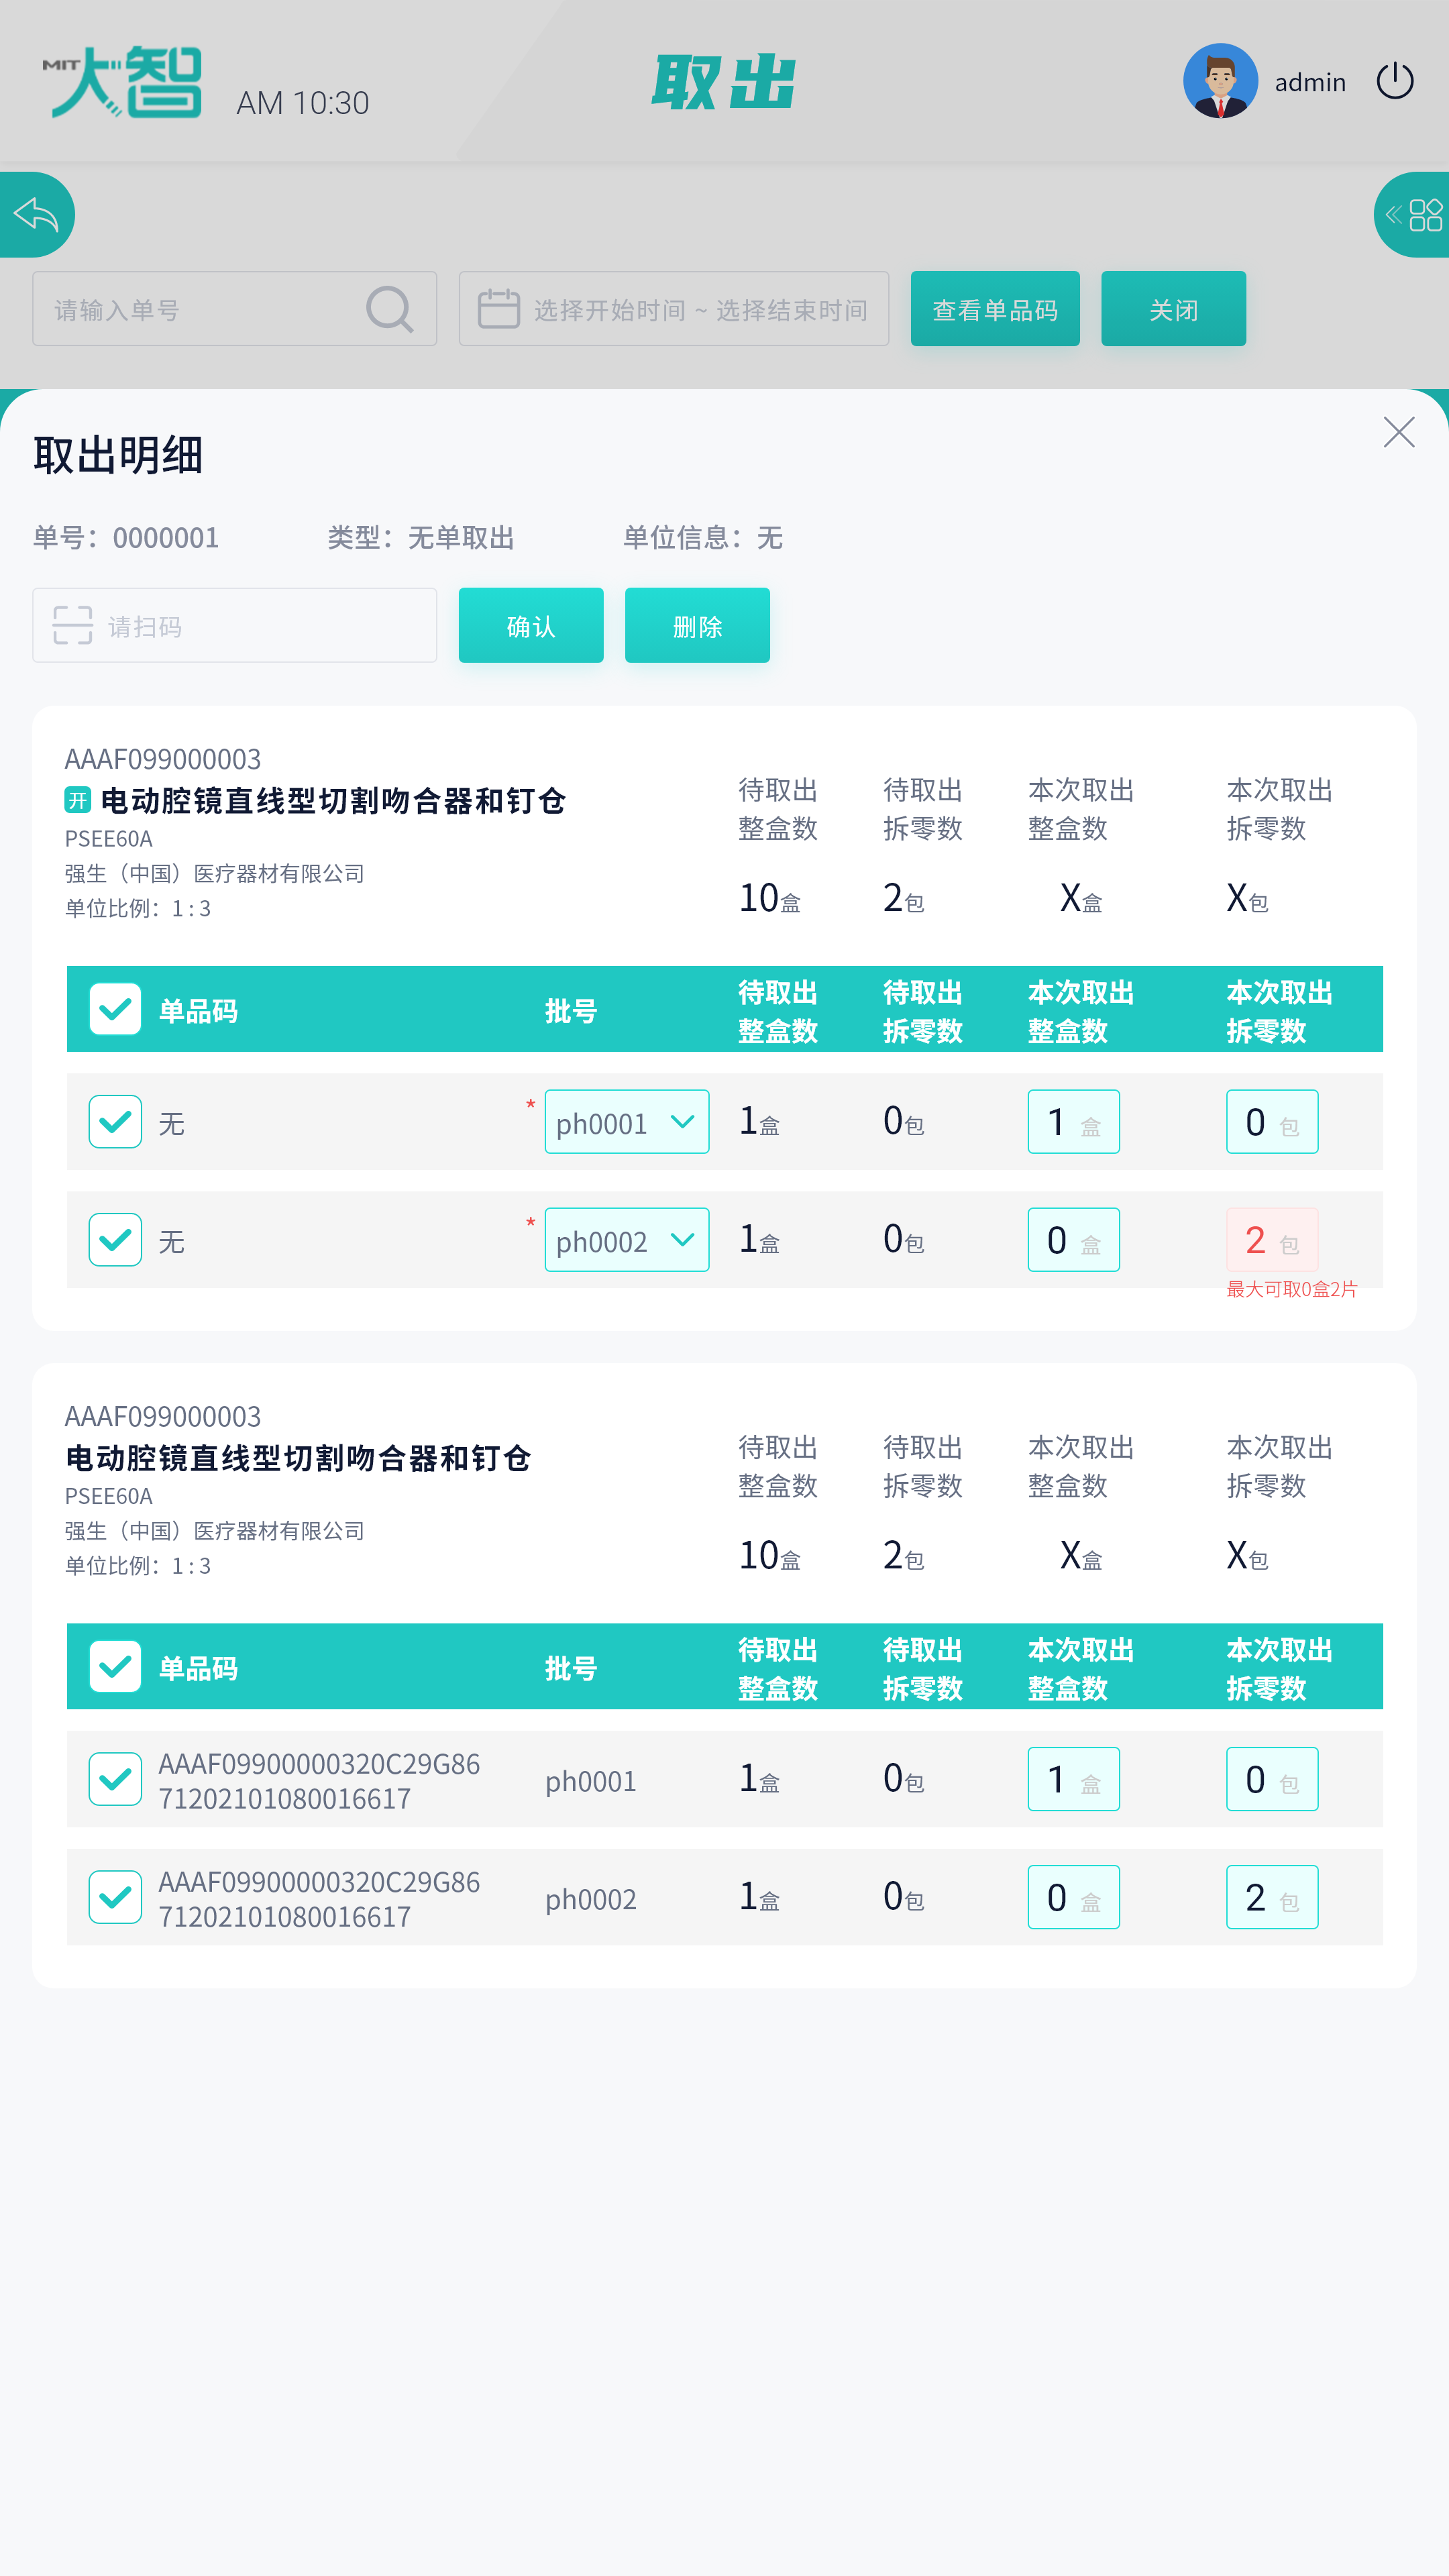 MIT 大智
AM 10:30
取出
admin
请输入单号
选择开始时间 ~ 选择结束时间
查看单品码
关闭
取出明细
单号：0000001
类型：无单取出
单位信息：无
请扫码
确认
删除
AAAF099000003
开 电动腔镜直线型切割吻合器和钉仓
PSEE60A
强生（中国）医疗器材有限公司
单位比例：1 : 3
待取出
整盒数
待取出
拆零数
本次取出
整盒数
本次取出
拆零数
10盒
2包
X盒
X包
单品码
批号
待取出
整盒数
待取出
拆零数
本次取出
整盒数
本次取出
拆零数
无
* ph0001
1盒
0包
1 盒
0 包
无
* ph0002
1盒
0包
0 盒
2 包
最大可取0盒2片
AAAF099000003
电动腔镜直线型切割吻合器和钉仓
PSEE60A
强生（中国）医疗器材有限公司
单位比例：1 : 3
待取出
整盒数
待取出
拆零数
本次取出
整盒数
本次取出
拆零数
10盒
2包
X盒
X包
单品码
批号
待取出
整盒数
待取出
拆零数
本次取出
整盒数
本次取出
拆零数
AAAF09900000320C29G86
71202101080016617
ph0001
1盒
0包
1 盒
0 包
AAAF09900000320C29G86
71202101080016617
ph0002
1盒
0包
0 盒
2 包